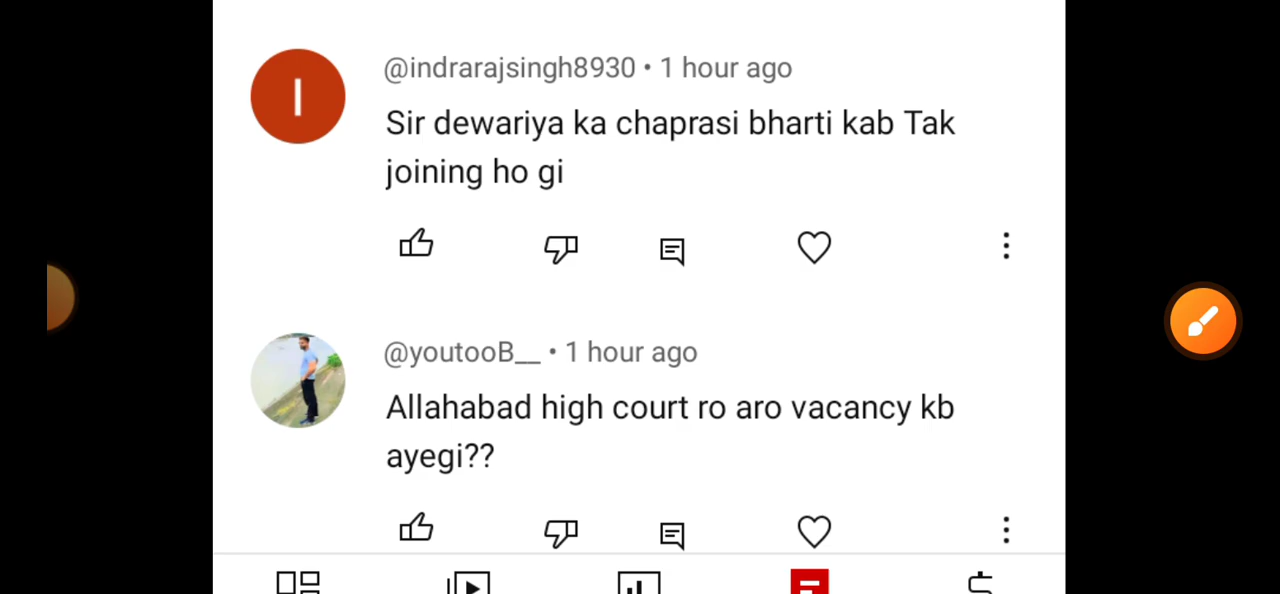 I
@indrarajsingh8930 • 1 hour ago
Sir dewariya ka chaprasi bharti kab Tak
joining ho gi
@youtooB__ • 1 hour ago
Allahabad high court ro aro vacancy kb
ayegi??